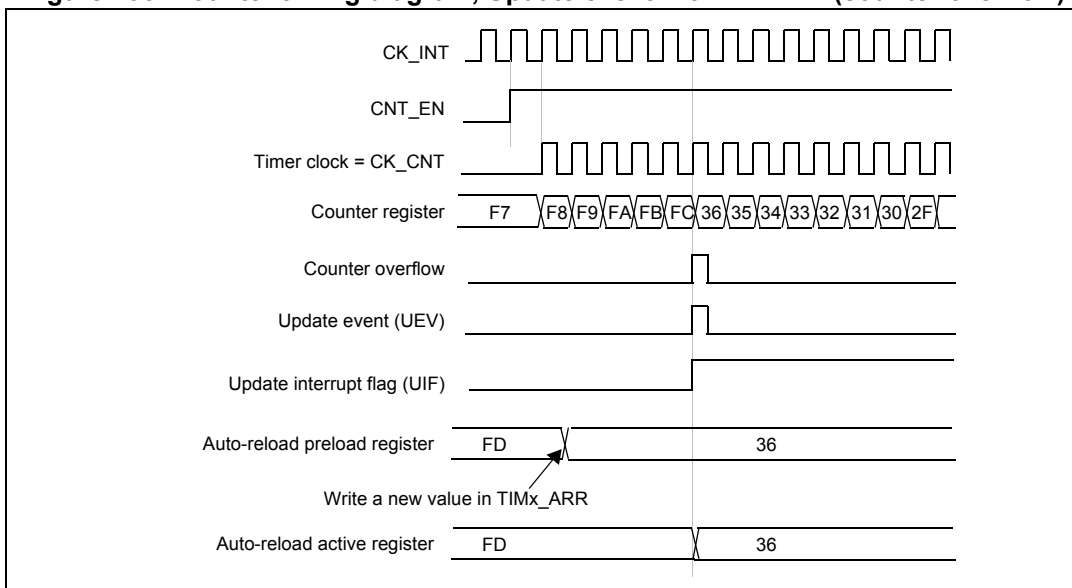 CK_INT
CNT_EN
Timer clock = CK_CNT
Counter register F7 F8 F9 FA FB FC 36 35 34 33 32 31 30 2F
Counter overflow
Update event (UEV)
Update interrupt flag (UIF)
Auto-reload preload register FD 36
Write a new value in TIMx_ARR
Auto-reload active register FD 36